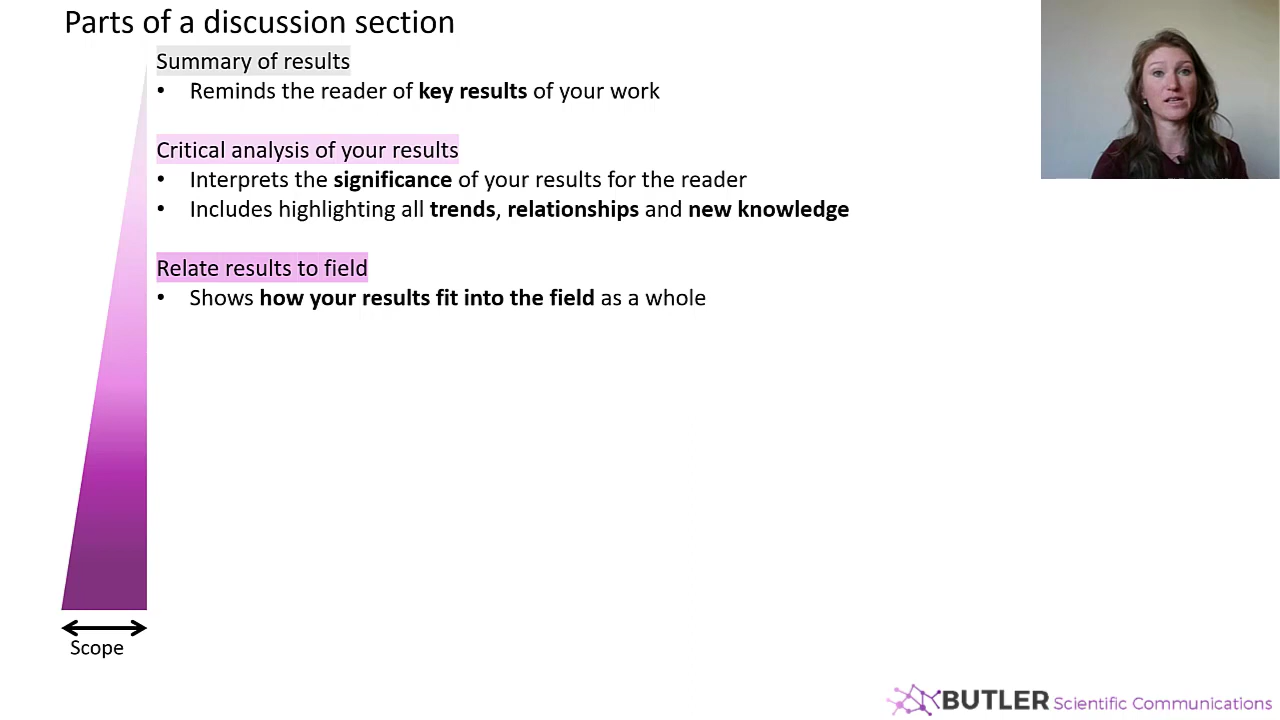 Parts of a discussion section
Summary of results
• Reminds the reader of key results of your work
Critical analysis of your results
• Interprets the significance of your results for the reader
• Includes highlighting all trends, relationships and new knowledge
Relate results to field
• Shows how your results fit into the field as a whole
Scope
BUTLER Scientific Communications